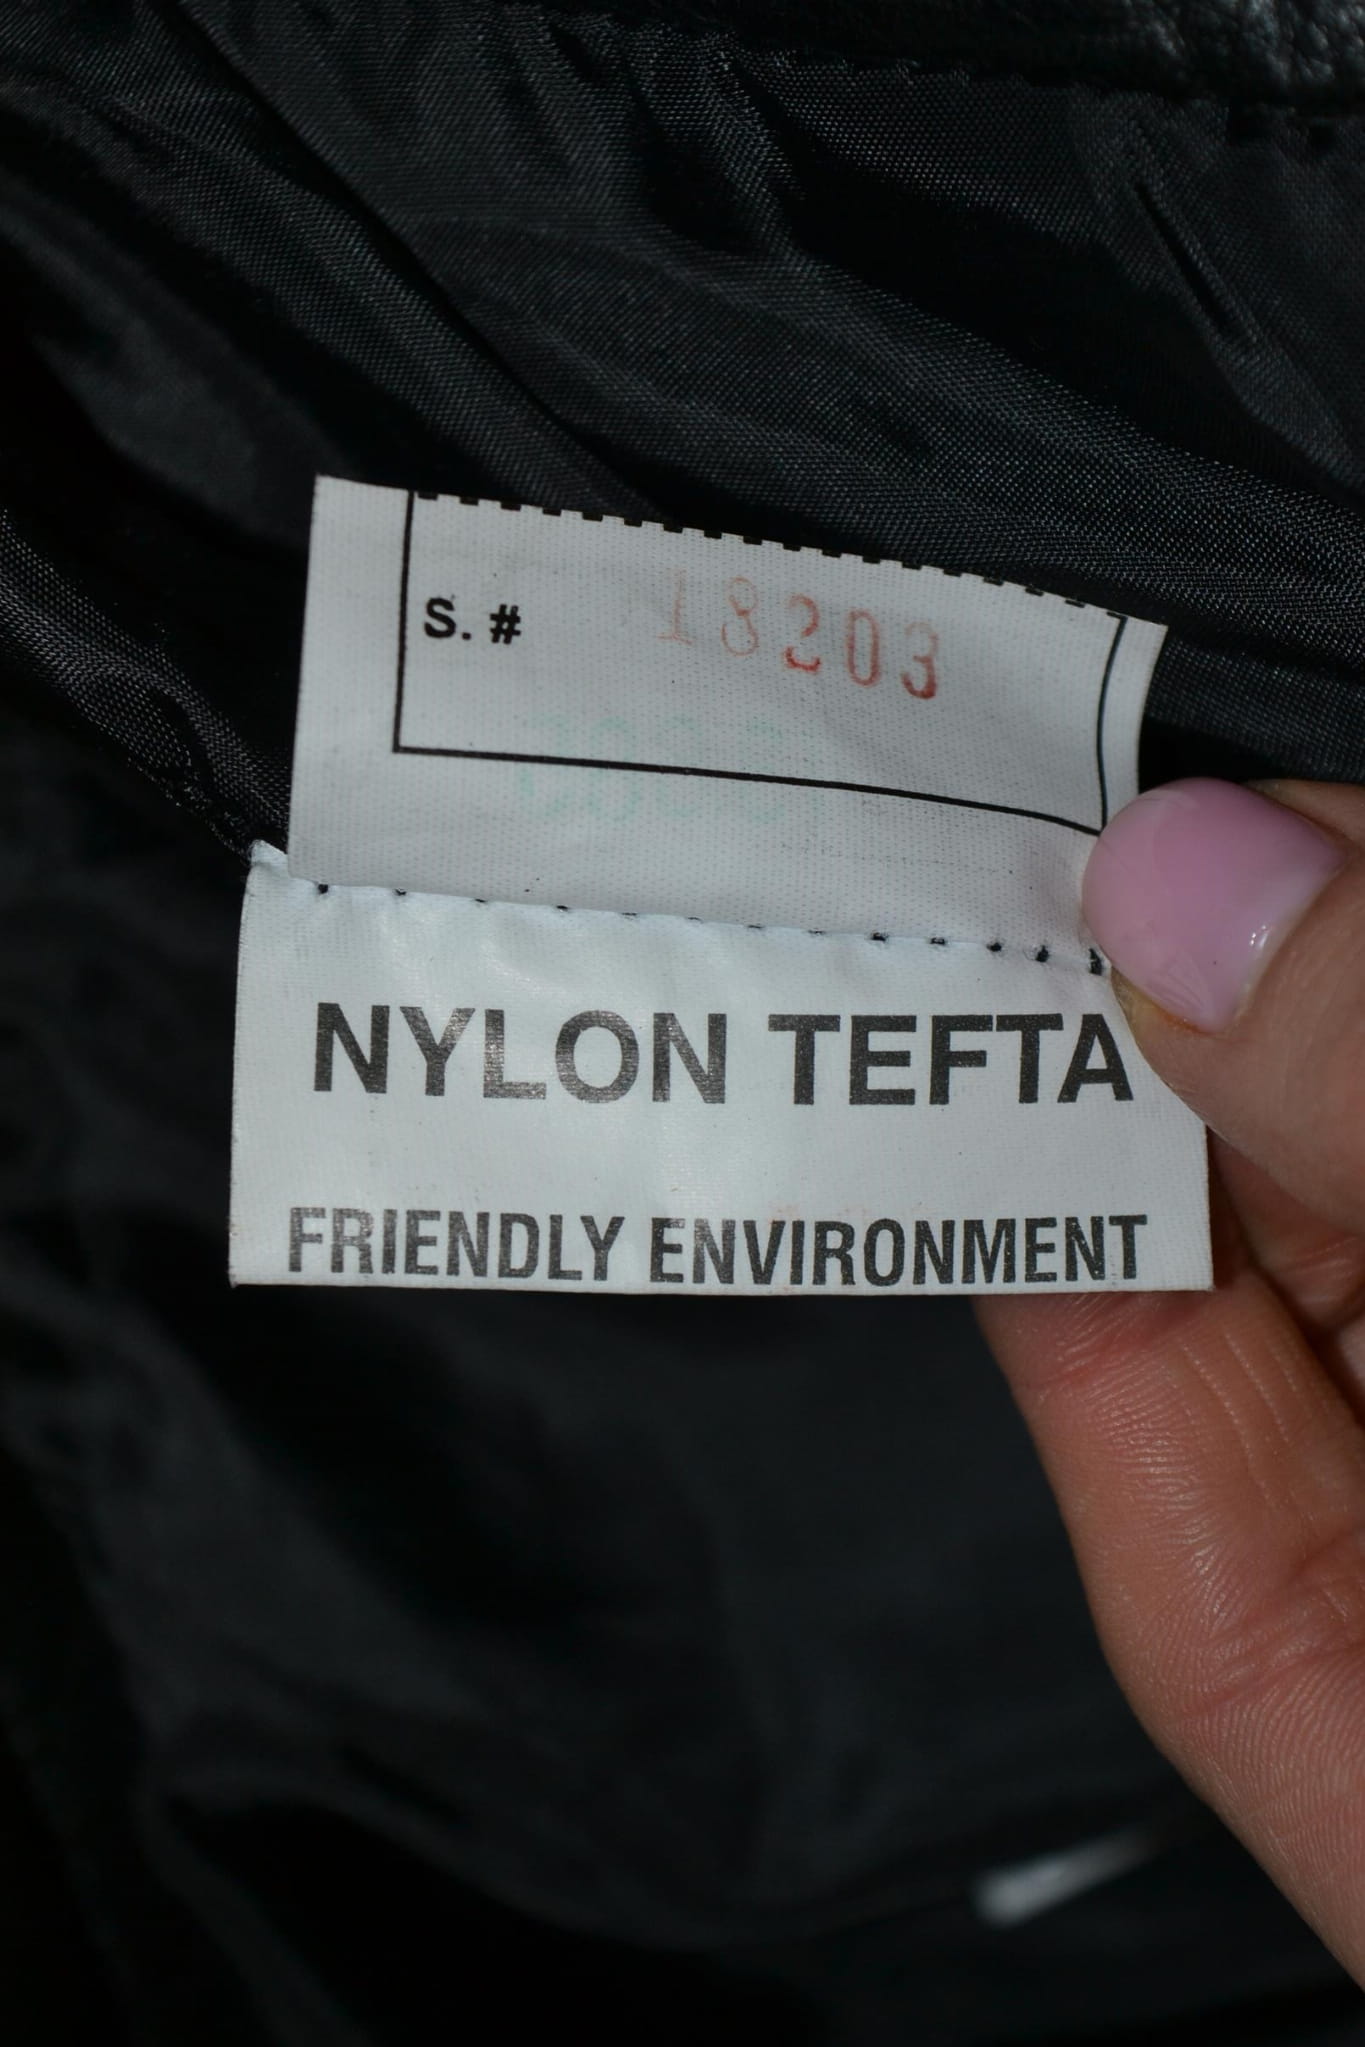 S. # 18203
NYLON TEFTA
FRIENDLY ENVIRONMENT